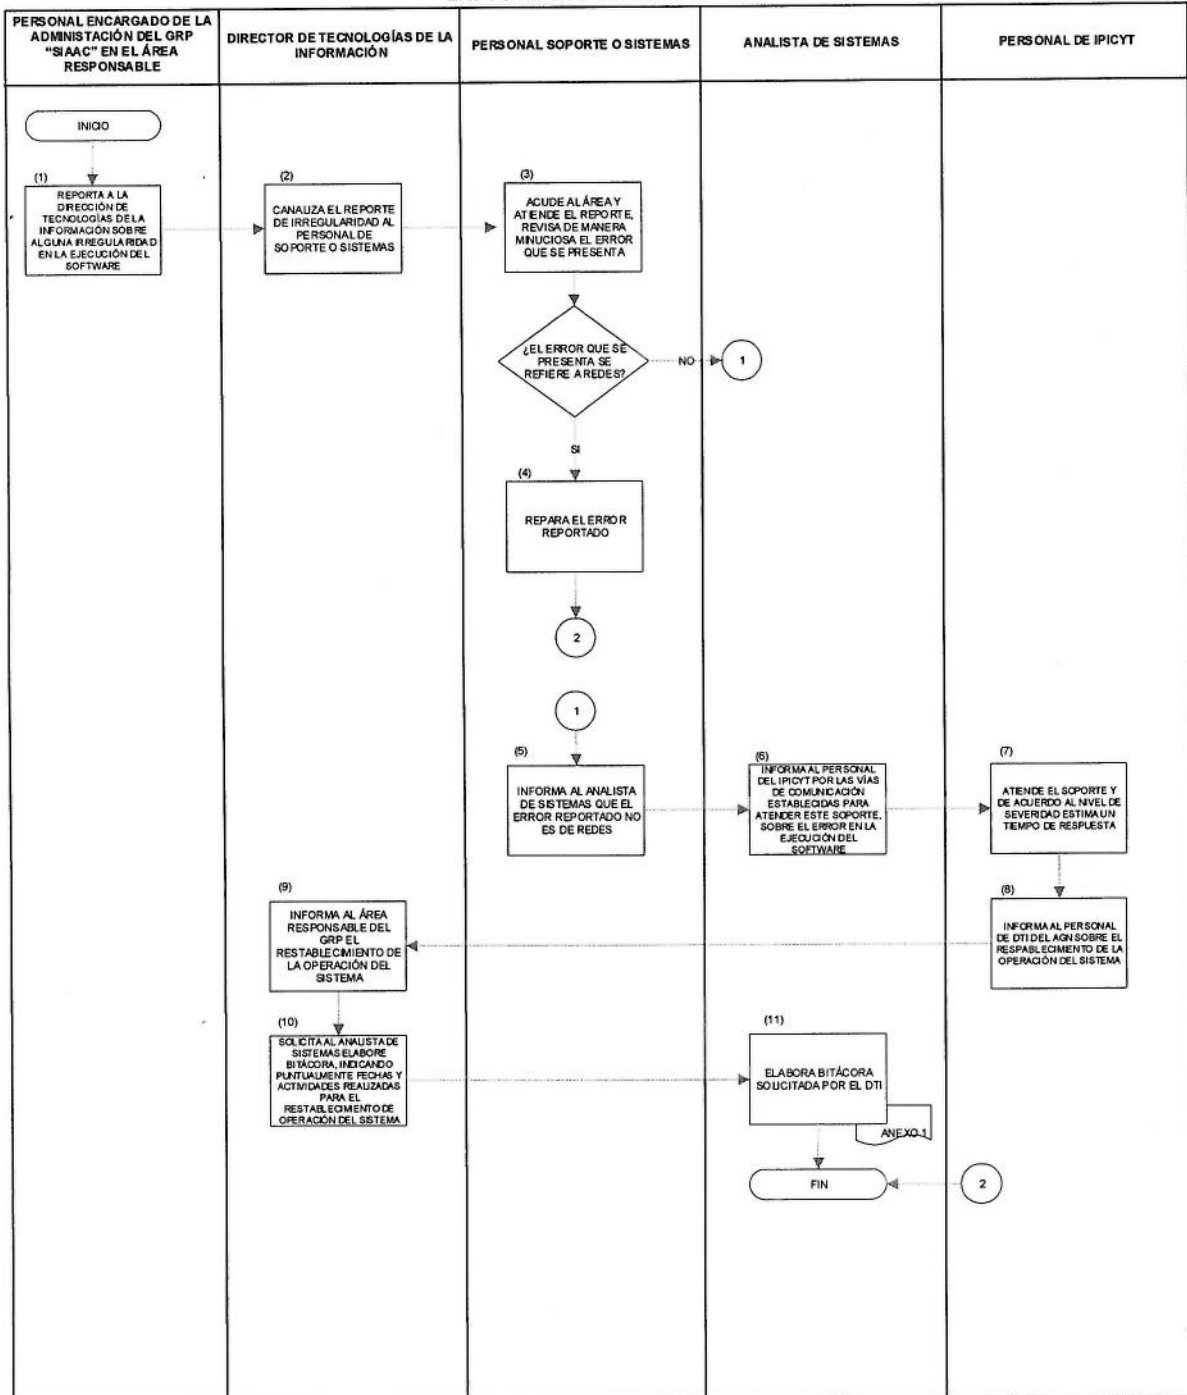 PERSONAL ENCARGADO DE LA
ADMINISTACIÓN DEL GRP
“SIAAC” EN EL ÁREA
RESPONSABLE
DIRECTOR DE TECNOLOGÍAS DE LA
INFORMACIÓN
PERSONAL SOPORTE O SISTEMAS
ANALISTA DE SISTEMAS
PERSONAL DE IPICYT
INICIO
(1)
REPORTA A LA
DIRECCIÓN DE
TECNOLOGÍAS DE LA
INFORMACIÓN SOBRE
ALGUNA IRREGULARIDAD
EN LA EJECUCIÓN DEL
SOFTWARE
(2)
CANALIZA EL REPORTE
DE IRREGULARIDAD AL
PERSONAL DE
SOPORTE O SISTEMAS
(3)
ACUDE AL ÁREA Y
ATIENDE EL REPORTE,
REVISA DE MANERA
MINUCIOSA EL ERROR
QUE SE PRESENTA
¿EL ERROR QUE SE
PRESENTA SE
REFIERE A REDES?
NO
1
SI
(4)
REPARA EL ERROR
REPORTADO
2
1
(5)
INFORMA AL ANALISTA
DE SISTEMAS QUE EL
ERROR REPORTADO NO
ES DE REDES
(6)
INFORMA AL PERSONAL
DEL IPICYT POR LAS VÍAS
DE COMUNICACIÓN
ESTABLECIDAS PARA
ATENDER ESTE SOPORTE,
SOBRE EL ERROR EN LA
EJECUCIÓN DEL
SOFTWARE
(7)
ATIENDE EL SOPORTE Y
DE ACUERDO AL NIVEL DE
SEVERIDAD ESTIMA UN
TIEMPO DE RESPUESTA
(8)
INFORMA AL PERSONAL
DE DTI DEL AGN SOBRE EL
RESPABLECIMIENTO DE LA
OPERACIÓN DEL SISTEMA
(9)
INFORMA AL ÁREA
RESPONSABLE DEL
GRP EL
RESTABLECIMIENTO DE
LA OPERACIÓN DEL
SISTEMA
(10)
SOLICITA AL ANALISTA DE
SISTEMAS ELABORE
BITÁCORA, INDICANDO
PUNTUALMENTE FECHAS Y
ACTIVIDADES REALIZADAS
PARA EL
RESTABLECIMIENTO DE
OPERACIÓN DEL SISTEMA
(11)
ELABORA BITÁCORA
SOLICITADA POR EL DTI
ANEXO 1
FIN
2